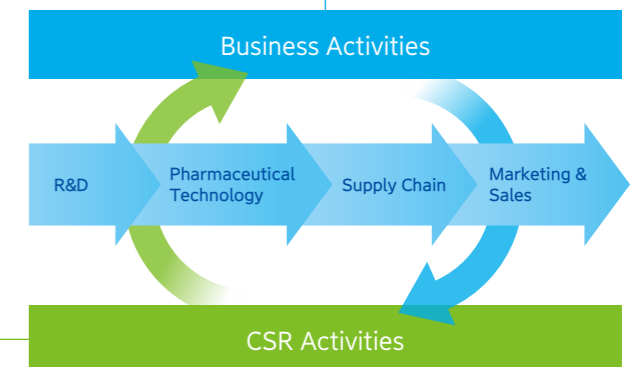 Business Activities
R&D
Pharmaceutical
Technology
Supply Chain
Marketing &
Sales
CSR Activities